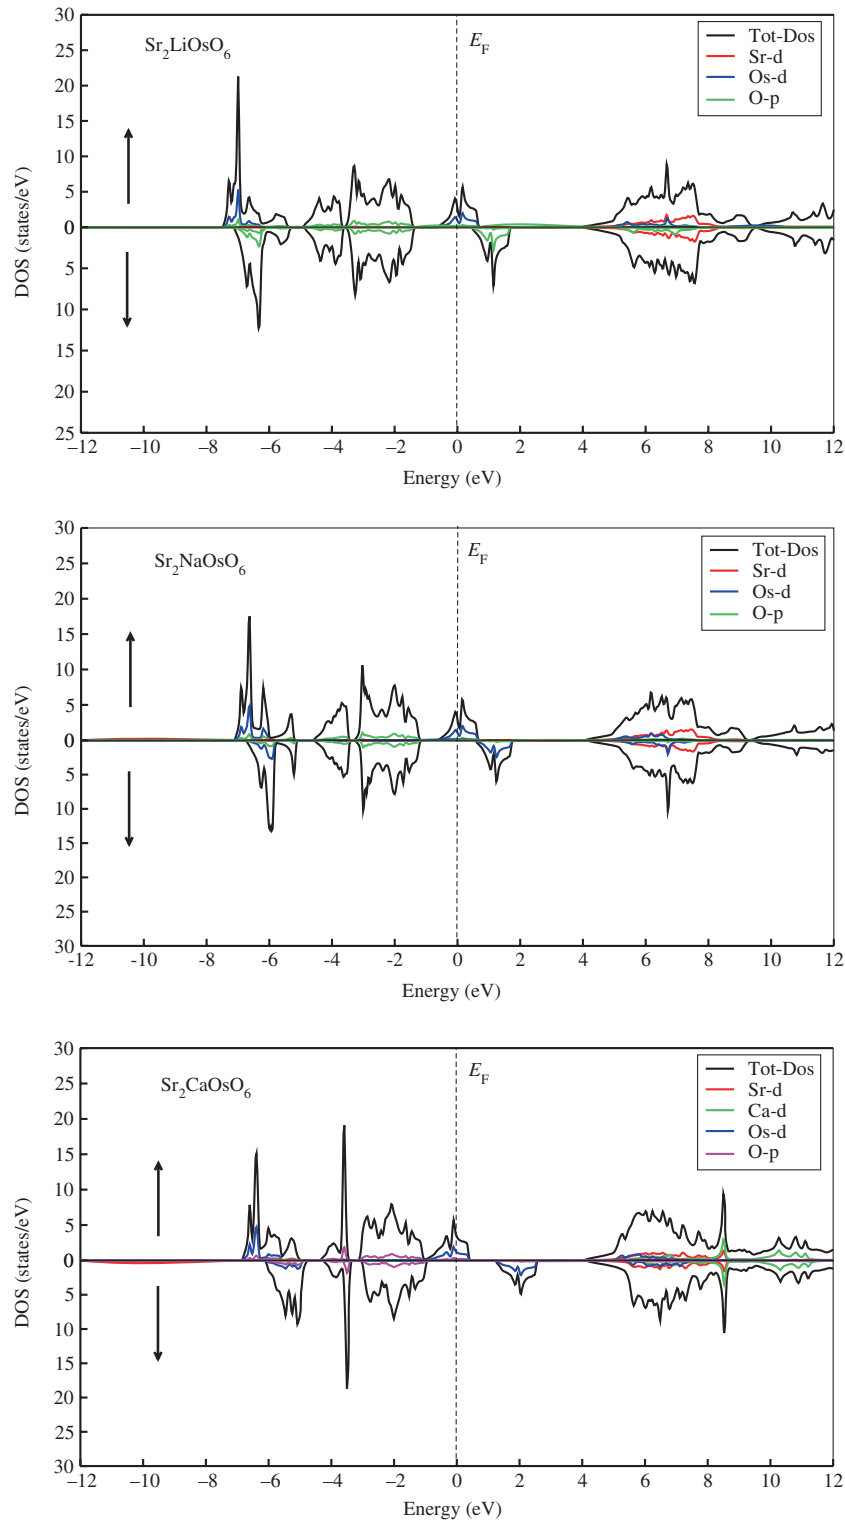 Sr2LiOsO6
EF
Tot-Dos
Sr-d
Os-d
O-p
DOS (states/eV)
30
25
20
15
10
5
0
5
10
15
20
25
–12 –10 –8 –6 –4 –2 0 2 4 6 8 10 12
Energy (eV)
Sr2NaOsO6
EF
Tot-Dos
Sr-d
Os-d
O-p
DOS (states/eV)
30
25
20
15
10
5
0
5
10
15
20
25
30
-12 -10 -8 -6 -4 -2 0 2 4 6 8 10 12
Energy (eV)
Sr2CaOsO6
EF
Tot-Dos
Sr-d
Ca-d
Os-d
O-p
DOS (states/eV)
30
25
20
15
10
5
0
5
10
15
20
25
30
–12 –10 –8 –6 –4 –2 0 2 4 6 8 10 12
Energy (eV)